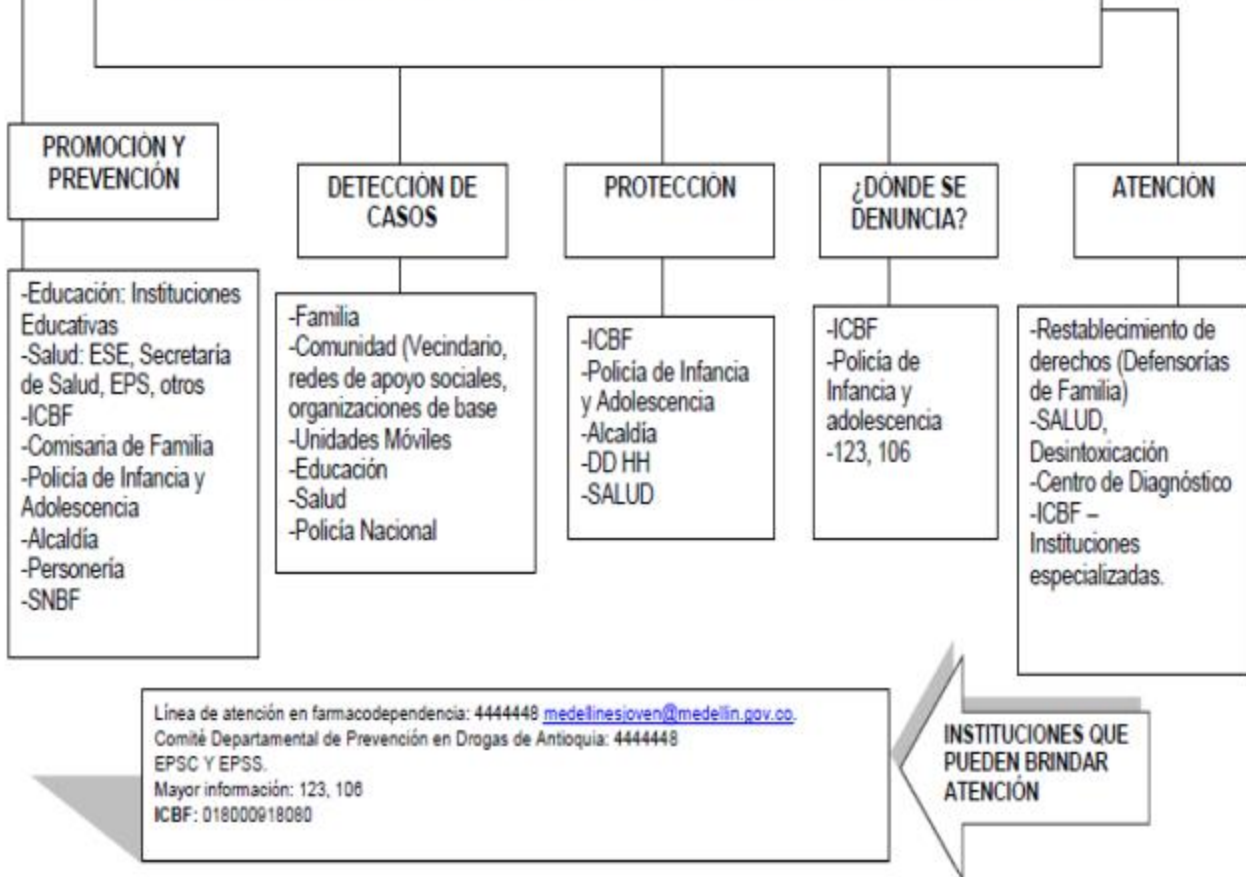 PROMOCIÓN Y
PREVENCIÓN
-Educación: Instituciones
Educativas
-Salud: ESE, Secretaría
de Salud, EPS, otros
-ICBF
-Comisaria de Familia
-Policía de Infancia y
Adolescencia
-Alcaldía
-Personería
-SNBF
DETECCIÓN DE
CASOS
-Familia
-Comunidad (Vecindario,
redes de apoyo sociales,
organizaciones de base
-Unidades Móviles
-Educación
-Salud
-Policía Nacional
PROTECCIÓN
-ICBF
-Policía de Infancia
y Adolescencia
-Alcaldía
-DD HH
-SALUD
¿DÓNDE SE
DENUNCIA?
-ICBF
-Policía de
Infancia y
adolescencia
-123, 106
ATENCIÓN
-Restablecimiento de
derechos (Defensorías
de Familia)
-SALUD,
Desintoxicación
-Centro de Diagnóstico
-ICBF –
Instituciones
especializadas.
Línea de atención en farmacodependencia: 4444448 medellinesjoven@medellin.gov.co.
Comité Departamental de Prevención en Drogas de Antioquia: 4444448
EPSC Y EPSS.
Mayor información: 123, 106
ICBF: 018000918080
INSTITUCIONES QUE
PUEDEN BRINDAR
ATENCIÓN